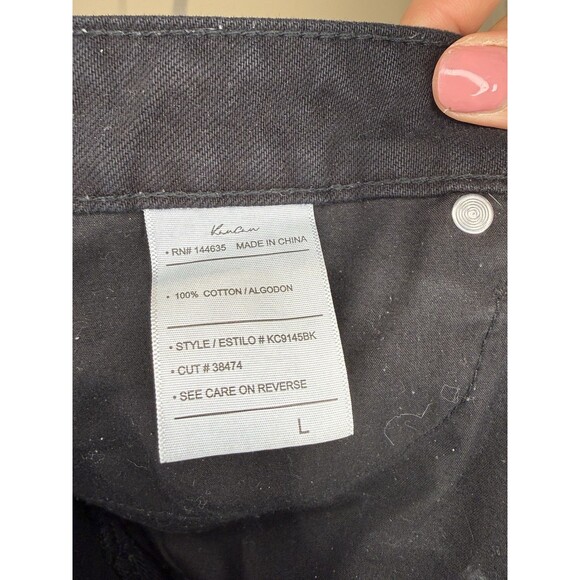 KanCan
• RN# 144635 MADE IN CHINA
• 100% COTTON / ALGODON
• STYLE / ESTILO # KC9145BK
• CUT # 38474
• SEE CARE ON REVERSE
L